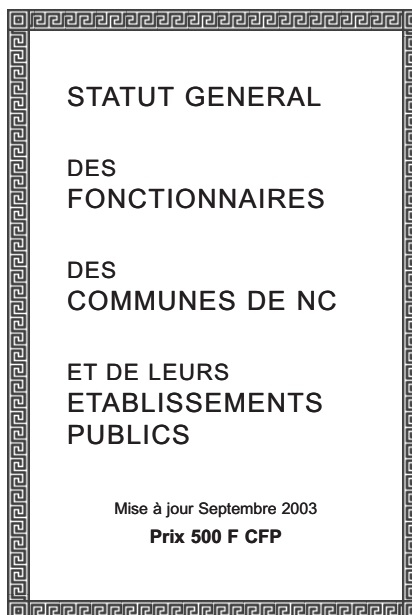 STATUT GENERAL
DES
FONCTIONNAIRES
DES
COMMUNES DE NC
ET DE LEURS
ETABLISSEMENTS
PUBLICS
Mise à jour Septembre 2003
Prix 500 F CFP